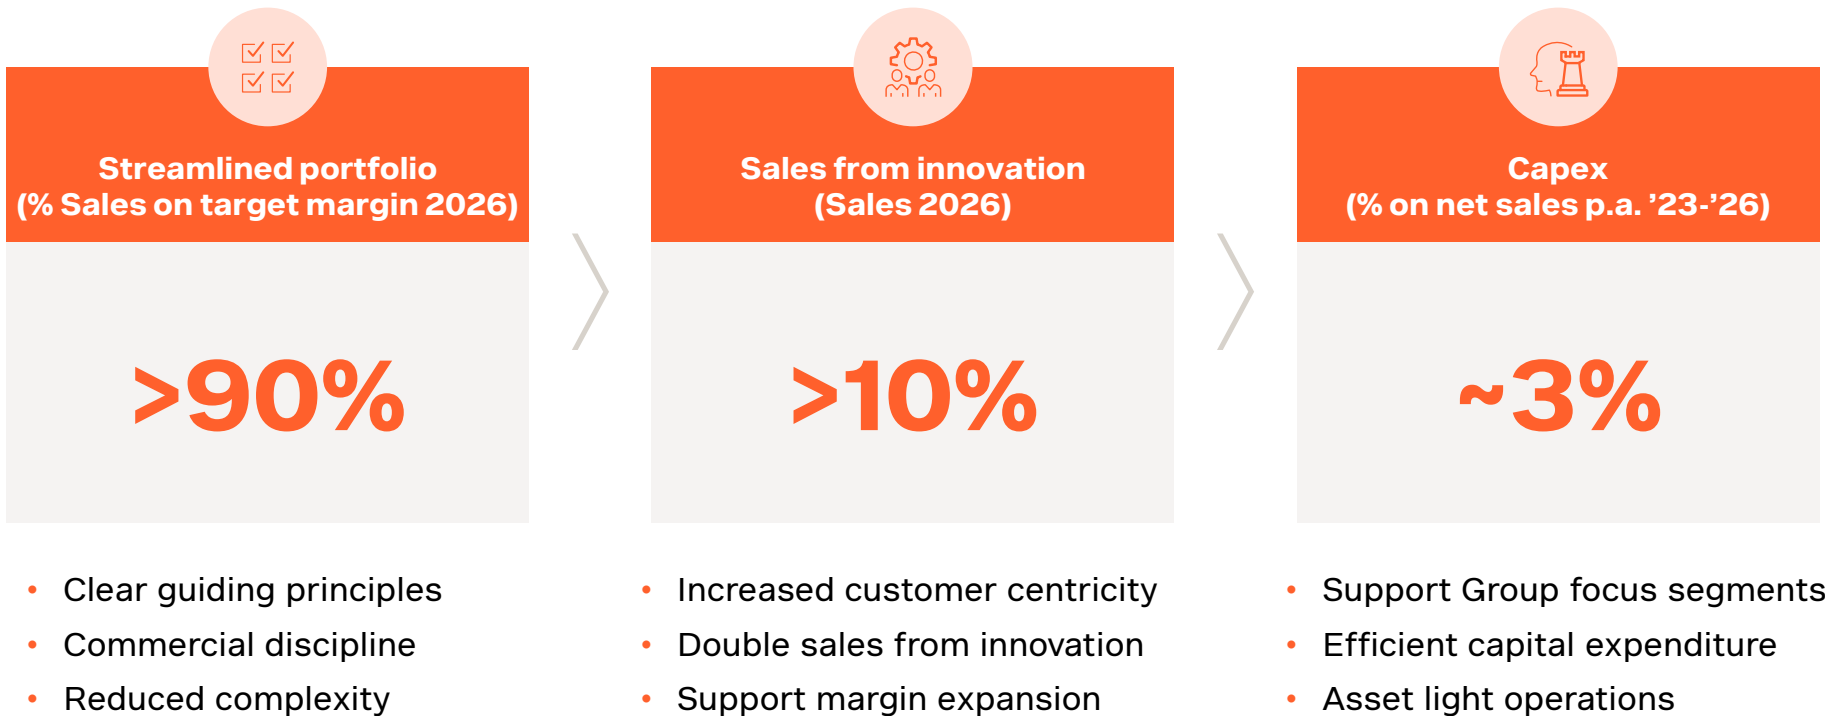 Streamlined portfolio
(% Sales on target margin 2026)
>90%
• Clear guiding principles
• Commercial discipline
• Reduced complexity
Sales from innovation
(Sales 2026)
>10%
• Increased customer centricity
• Double sales from innovation
• Support margin expansion
Capex
(% on net sales p.a. ’23-’26)
~3%
• Support Group focus segments
• Efficient capital expenditure
• Asset light operations